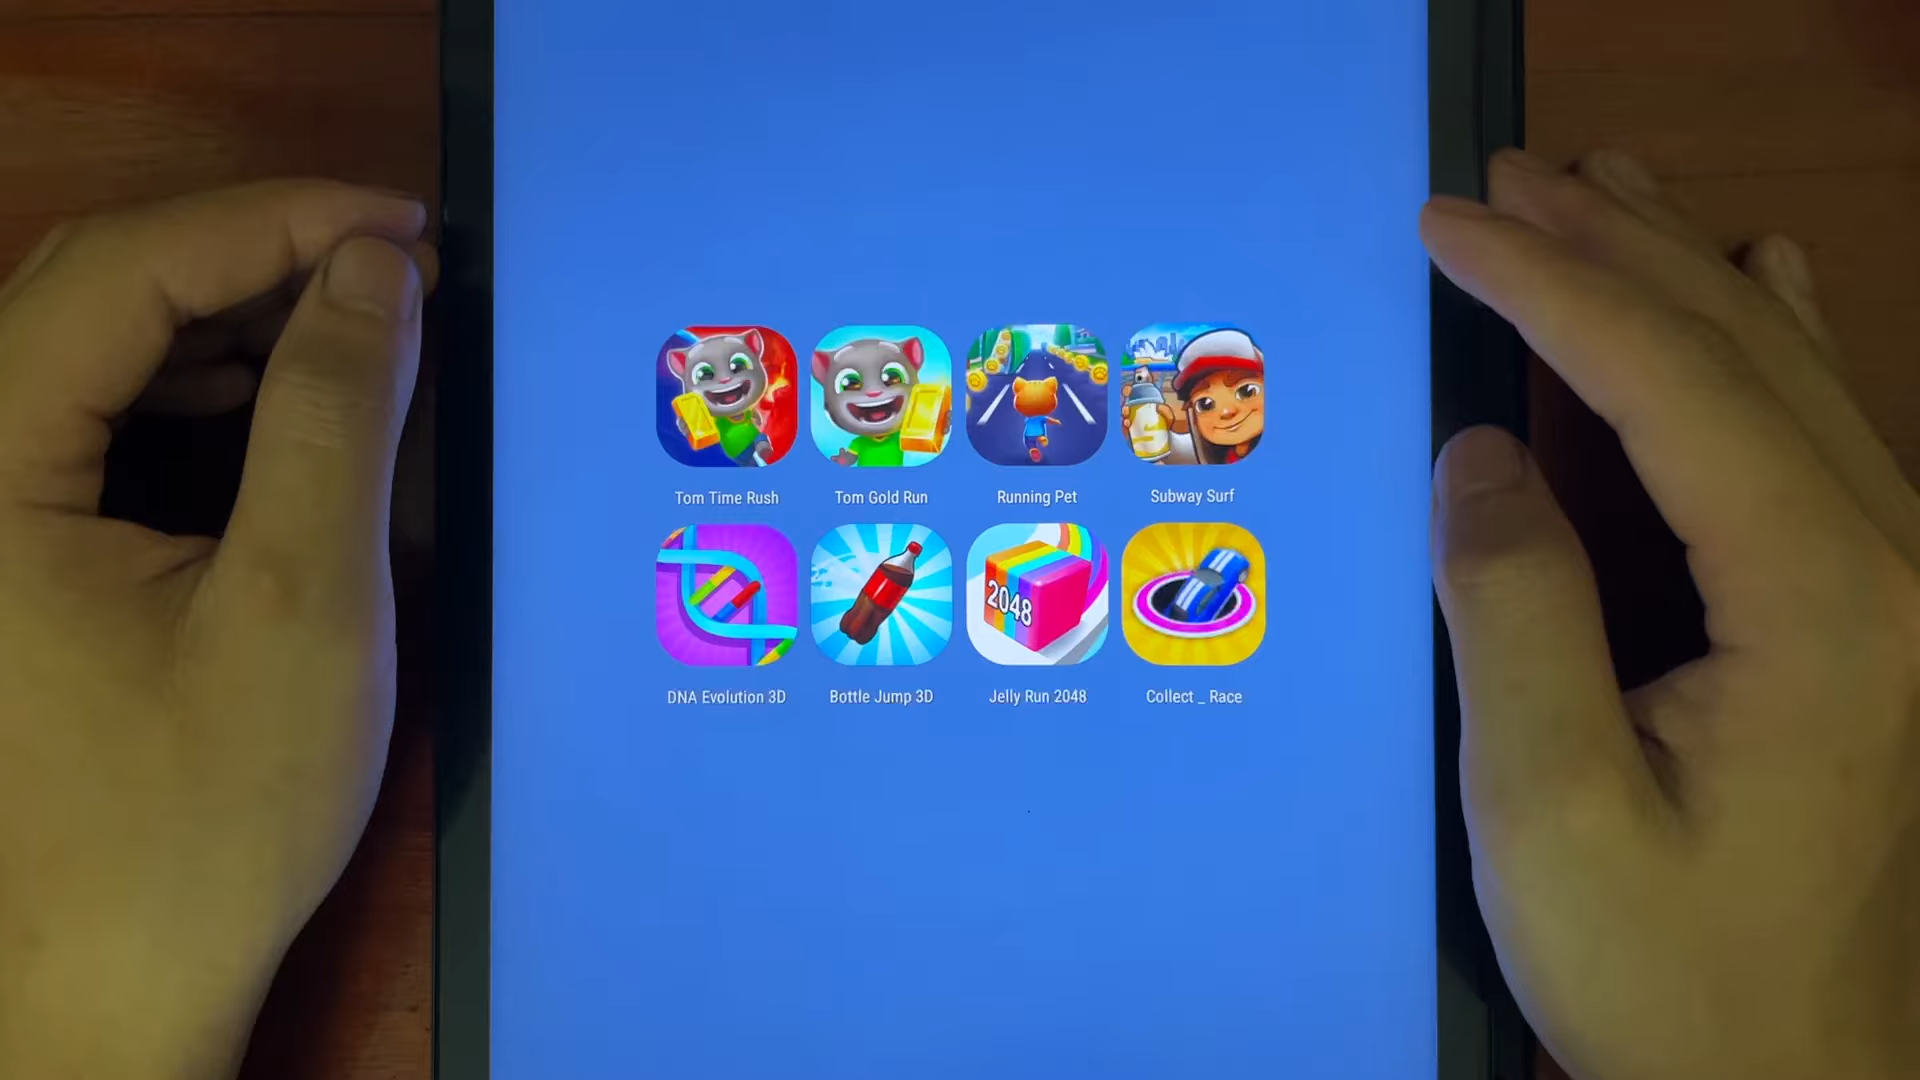 Tom Time Rush
Tom Gold Run
Running Pet
Subway Surf
2048
DNA Evolution 3D
Bottle Jump 3D
Jelly Run 2048
Collect _ Race